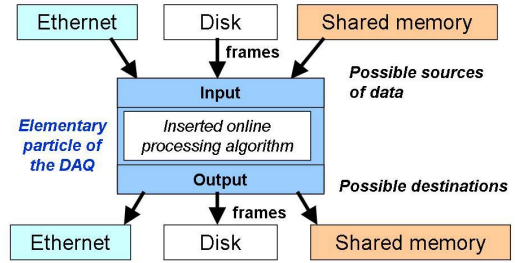 Ethernet
Disk
Shared memory
frames
Possible sources
of data
Input
Elementary
particle of
the DAQ
Inserted online
processing algorithm
Output
Possible destinations
frames
Ethernet
Disk
Shared memory